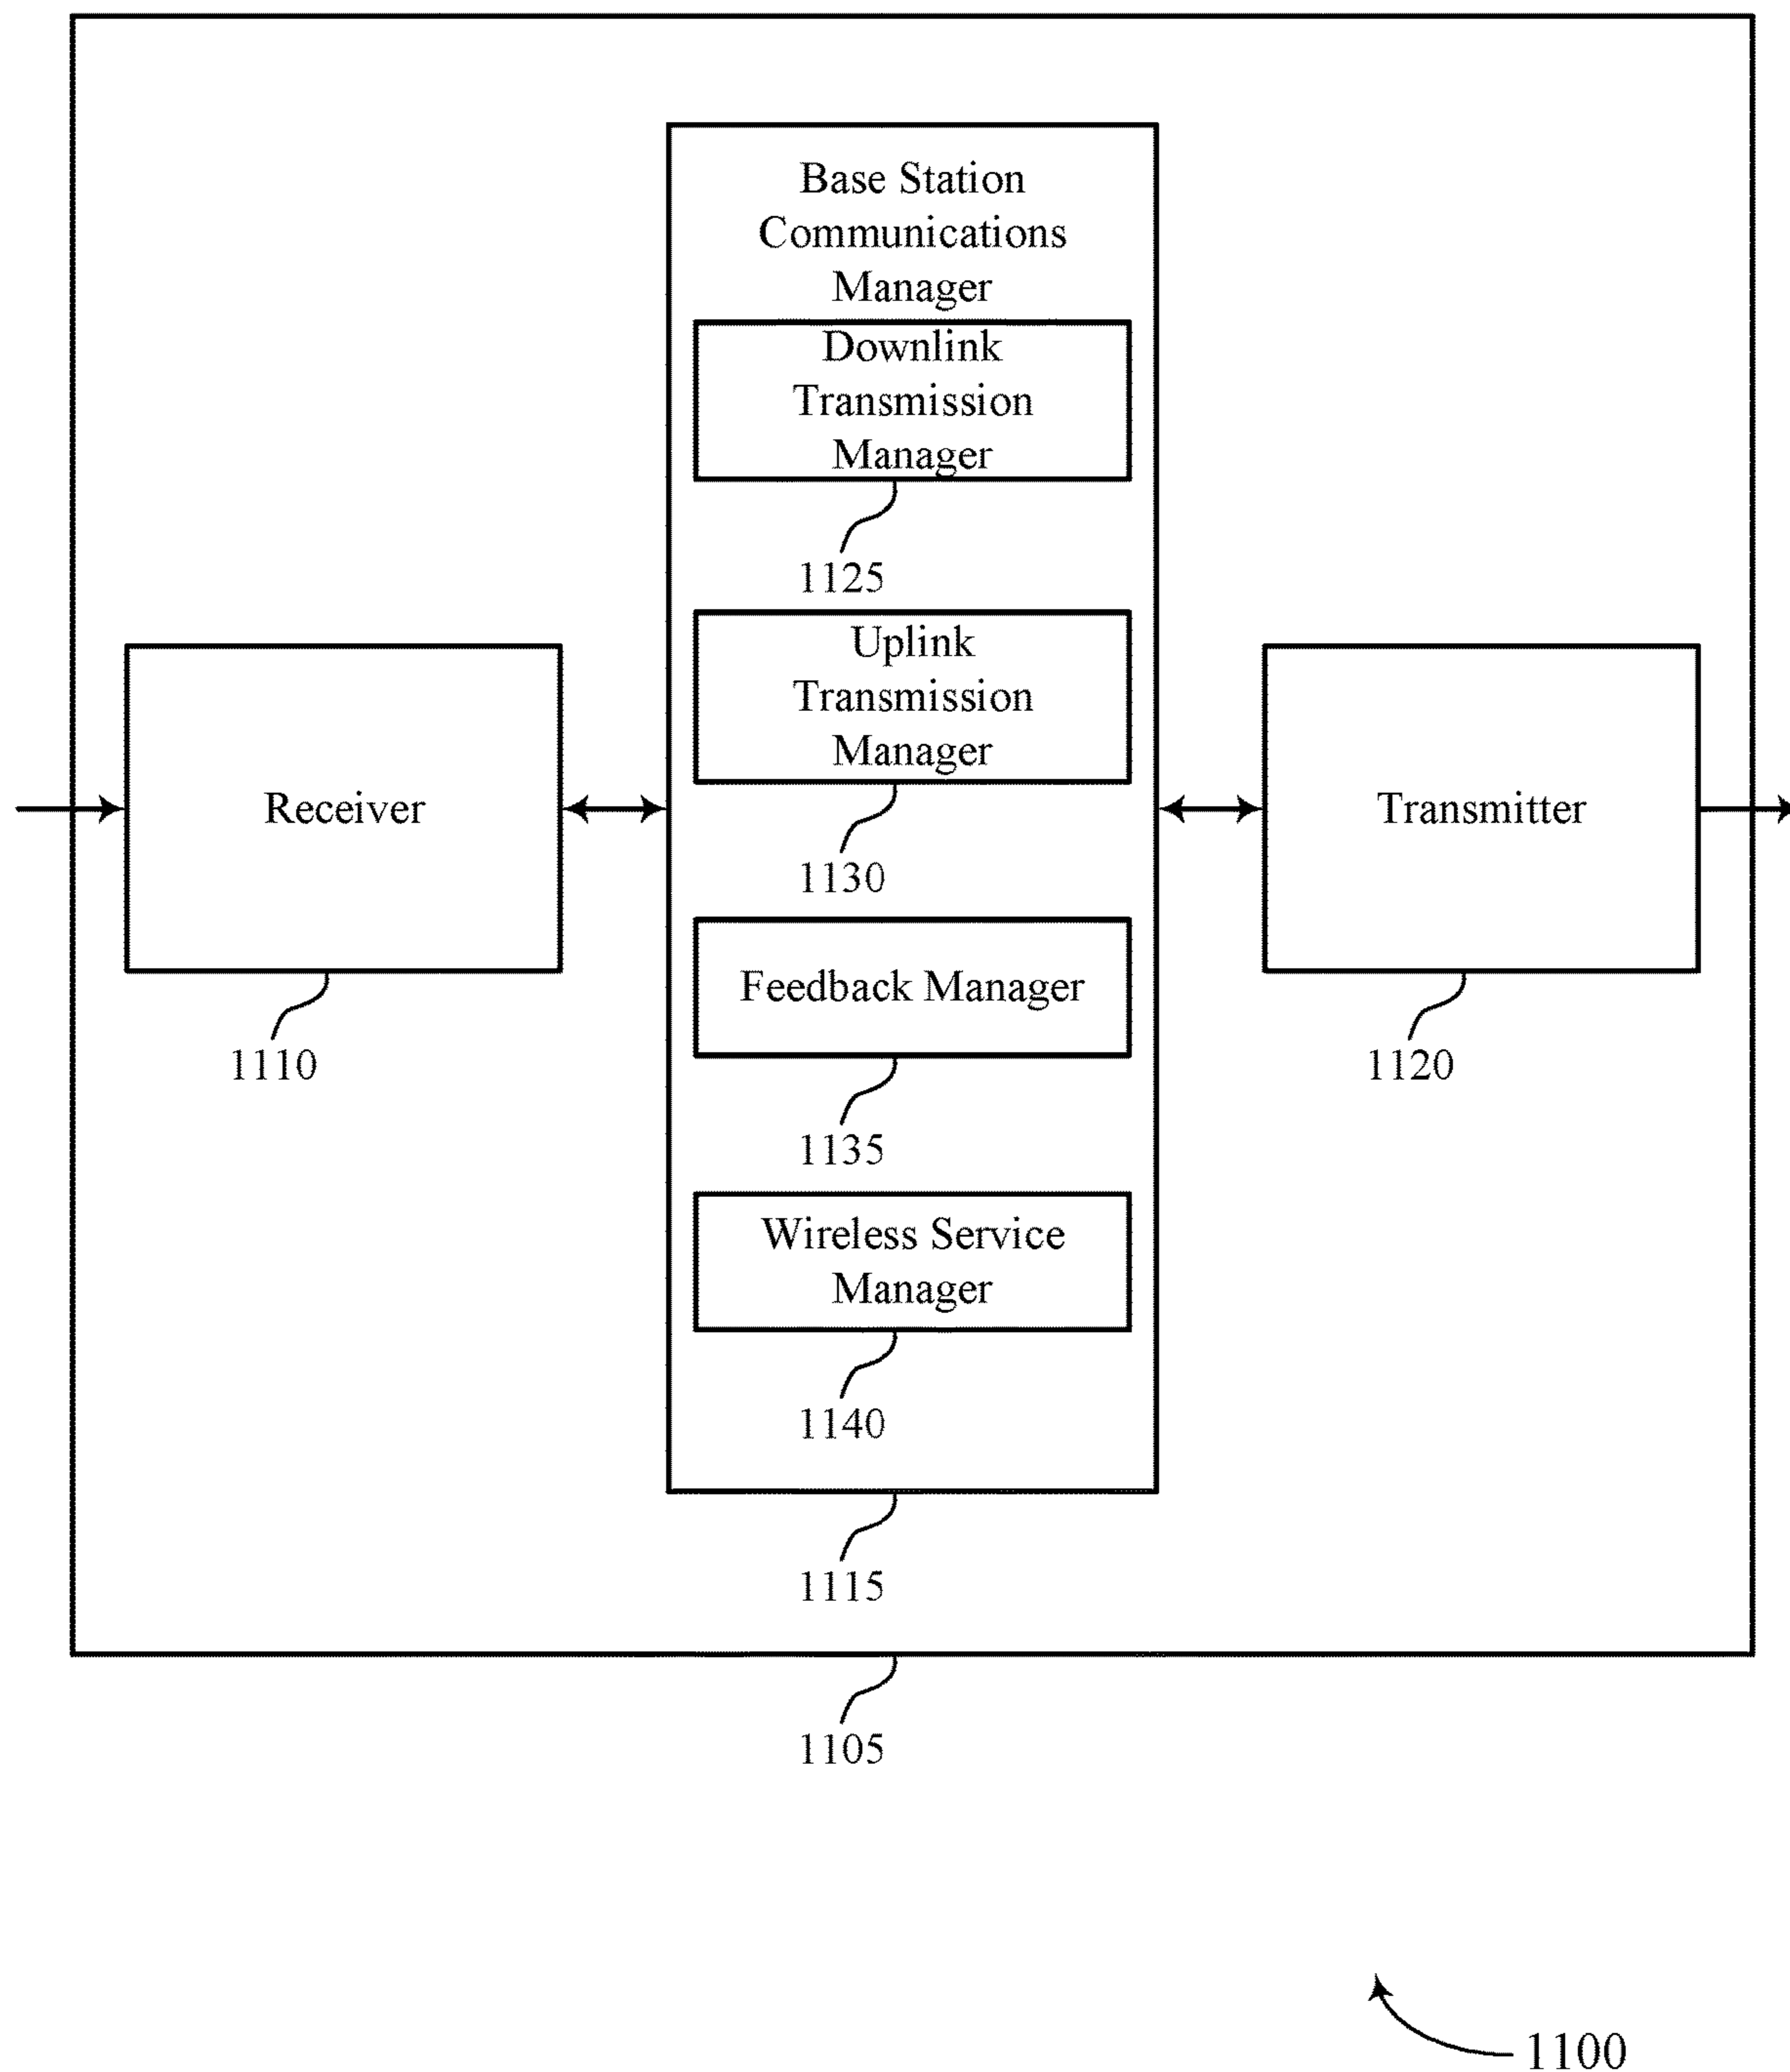 Base Station
Communications
Manager
Downlink
Transmission
Manager
1125
Uplink
Transmission
Manager
1130
Receiver
1110
Transmitter
1120
Feedback Manager
1135
Wireless Service
Manager
1140
1115
1105
1100